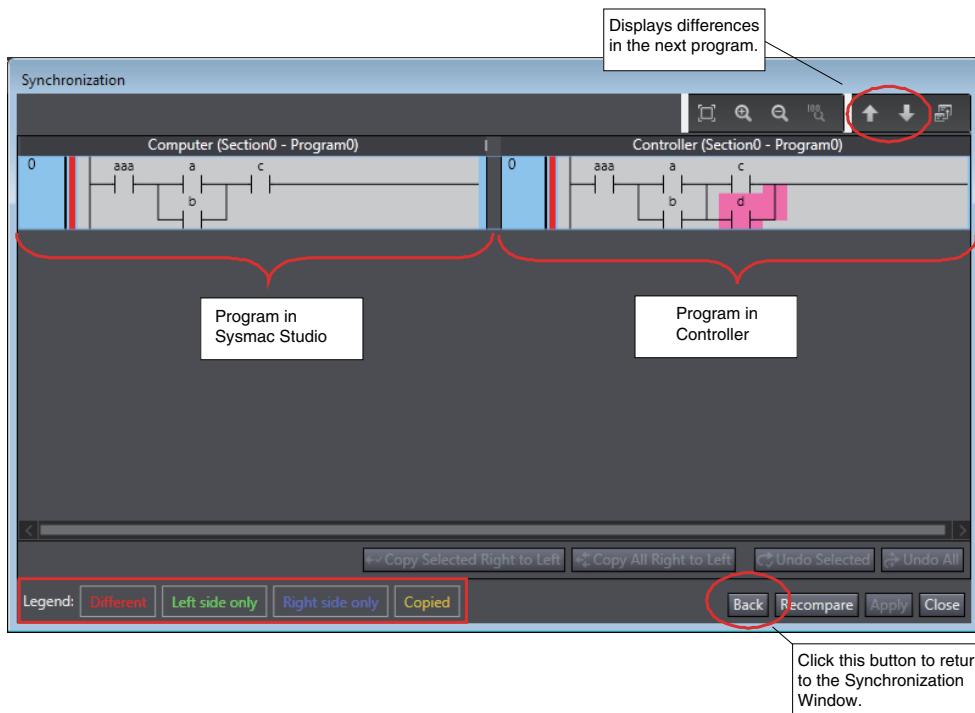 Displays differences
in the next program.
Synchronization
100
Computer (Section0 - Program0)
Controller (Section0 - Program0)
0
aaa
a
c
b
0
aaa
a
c
b
d
Program in
Sysmac Studio
Program in
Controller
Copy Selected Right to Left
Copy All Right to Left
Undo Selected
Undo All
Legend:
Different
Left side only
Right side only
Copied
Back
Recompare
Apply
Close
Click this button to retur
to the Synchronization
Window.